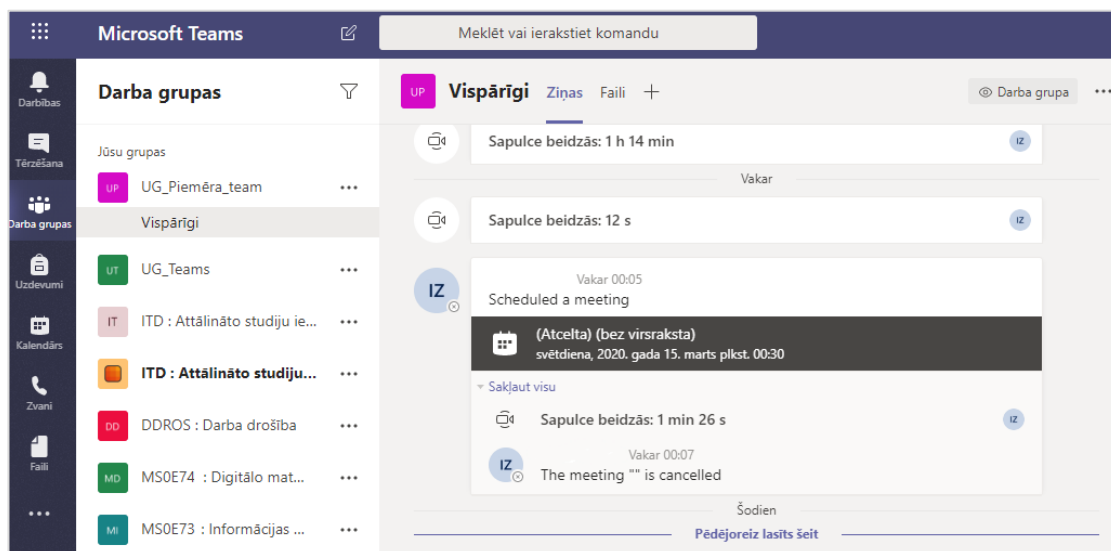 Microsoft Teams
Meklēt vai ierakstiet komandu
Darbības
Tērzēšana
Darba grupas
Uzdevumi
Kalendārs
Zvani
Faili
Darba grupas
Jūsu grupas
UP UG_Piemēra_team
Vispārīgi
UT UG_Teams
IT ITD : Attālināto studiju ie...
ITD : Attālināto studiju...
DD DDROS : Darba drošība
MD MS0E74 : Digitālo mat...
MI MS0E73 : Informācijas ...
UP Vispārīgi Ziņas Faili Darba grupa
Sapulce beidzās: 1 h 14 min IZ
Vakar
Sapulce beidzās: 12 s IZ
IZ Vakar 00:05
Scheduled a meeting
(Atcelta) (bez virsraksta)
svētdiena, 2020. gada 15. marts plkst. 00:30
Sakļaut visu
Sapulce beidzās: 1 min 26 s IZ
IZ Vakar 00:07
The meeting "" is cancelled
Šodien
Pēdējoreiz lasīts šeit